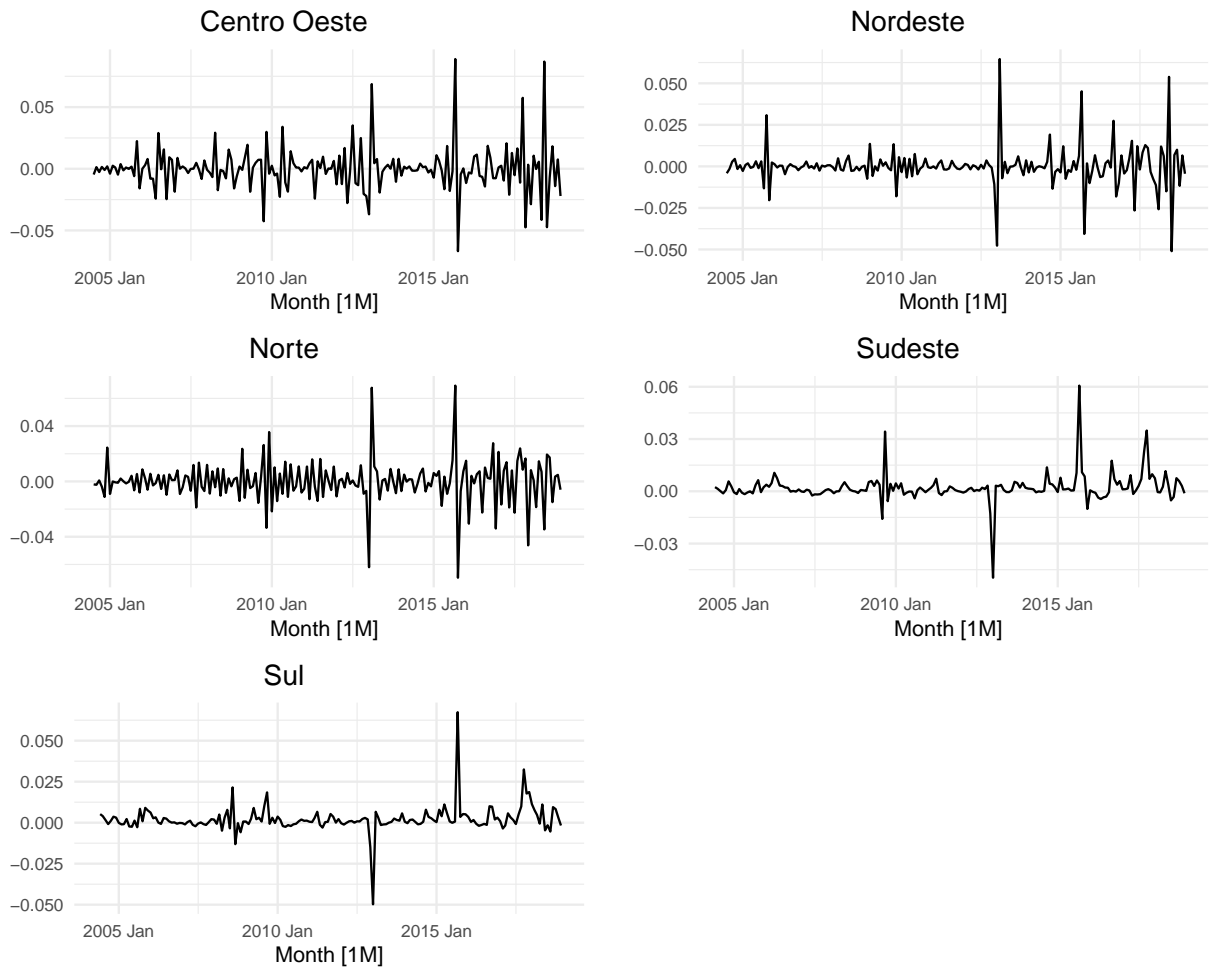 Centro Oeste
0.05
0.00
−0.05
2005 Jan 2010 Jan 2015 Jan
Month [1M]
Nordeste
0.050
0.025
0.000
−0.025
−0.050
2005 Jan 2010 Jan 2015 Jan
Month [1M]
Norte
0.04
0.00
−0.04
2005 Jan 2010 Jan 2015 Jan
Month [1M]
Sudeste
0.06
0.03
0.00
−0.03
2005 Jan 2010 Jan 2015 Jan
Month [1M]
Sul
0.050
0.025
0.000
−0.025
−0.050
2005 Jan 2010 Jan 2015 Jan
Month [1M]